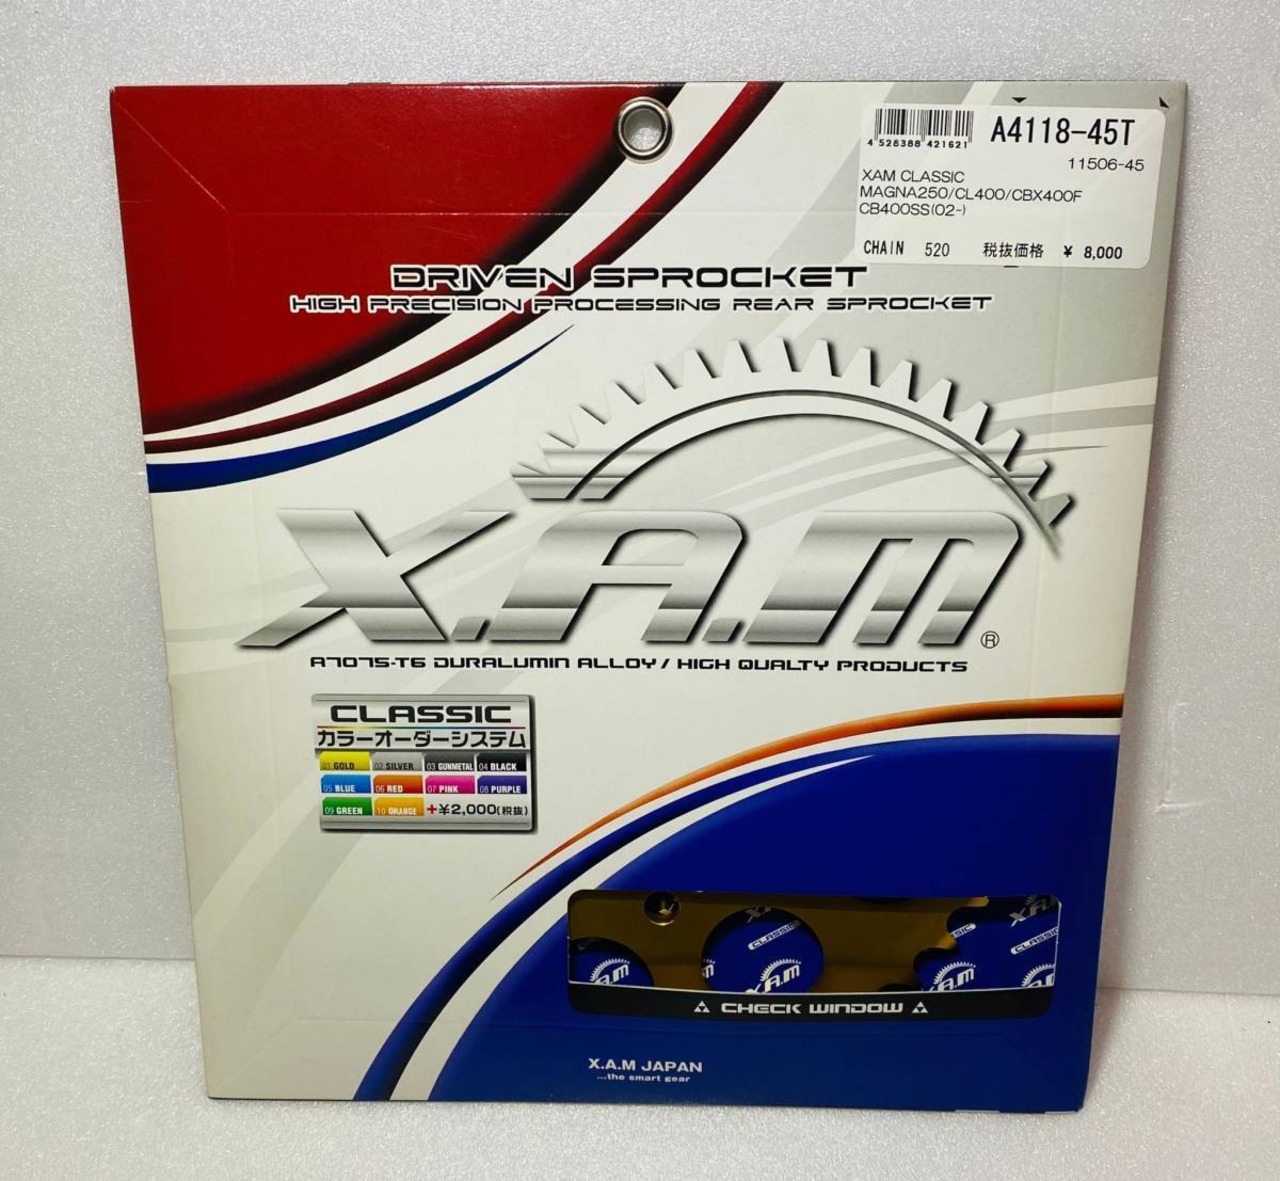 A4118-45T
4 528388 421621
11506-45
XAM CLASSIC
MAGNA250/CL400/CBX400F
CB400SS(02-)
CHAIN 520 税抜価格 ¥ 8,000
DRIVEN SPROCKET
HIGH PRECISION PROCESSING REAR SPROCKET
X.A.M ®
A7075-T6 DURALUMIN ALLOY / HIGH QUALTY PRODUCTS
CLASSIC
カラーオーダーシステム
01 GOLD 02 SILVER 03 GUNMETAL 04 BLACK
05 BLUE 06 RED 07 PINK 08 PURPLE
09 GREEN 10 ORANGE +¥2,000(税抜)
CLASSIC
CLASSIC
CLASSIC
X.A.M
X.A.M
CHECK WINDOW
X.A.M JAPAN
...the smart gear